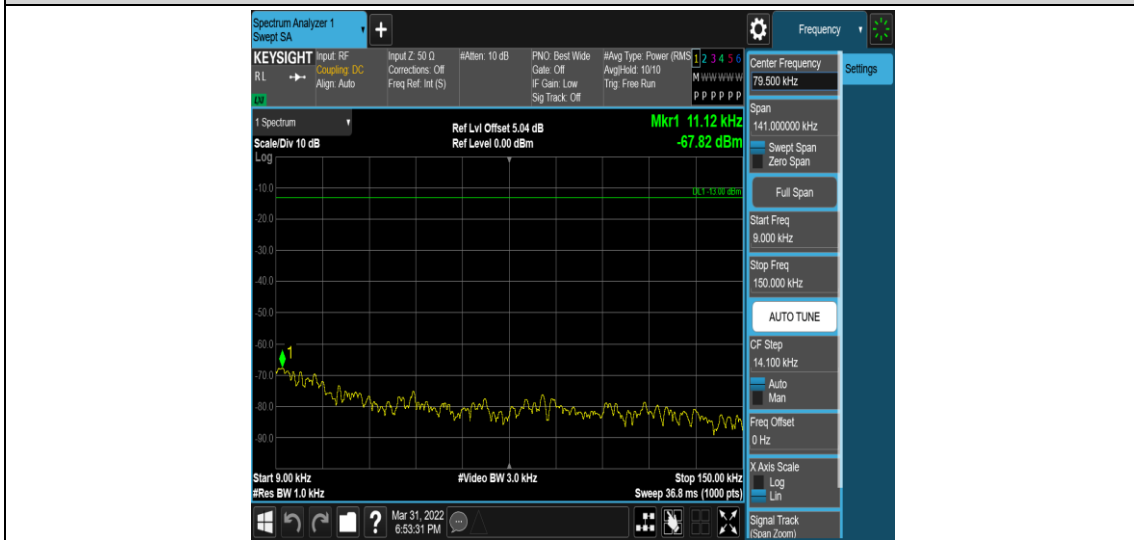 Spectrum Analyzer 1
Swept SA
+
Frequency
KEYSIGHT
RL
Input: RF
Coupling: DC
Align: Auto
Input Z: 50 Ω
Corrections: Off
Freq Ref: Int (S)
#Atten: 10 dB
PNO: Best Wide
Gate: Off
IF Gain: Low
Sig Track: Off
#Avg Type: Power (RMS
Avg|Hold: 10/10
Trig: Free Run
1 2 3 4 5 6
M W W W W W
P P P P P P
1 Spectrum
Scale/Div 10 dB
Log
Ref Lvl Offset 5.04 dB
Ref Level 0.00 dBm
Mkr1 11.12 kHz
-67.82 dBm
DL1 -13.00 dBm
-10.0
-20.0
-30.0
-40.0
-50.0
-60.0
-70.0
-80.0
-90.0
1
Start 9.00 kHz
#Res BW 1.0 kHz
#Video BW 3.0 kHz
Stop 150.00 kHz
Sweep 36.8 ms (1000 pts)
Center Frequency
79.500 kHz
Settings
Span
141.000000 kHz
Swept Span
Zero Span
Full Span
Start Freq
9.000 kHz
Stop Freq
150.000 kHz
AUTO TUNE
CF Step
14.100 kHz
Auto
Man
Freq Offset
0 Hz
X Axis Scale
Log
Lin
Signal Track
(Span Zoom)
?
Mar 31, 2022
6:53:31 PM